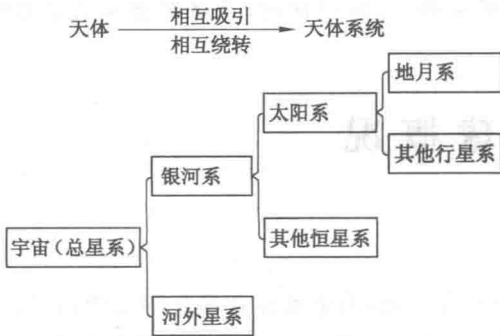 天体 相互吸引 相互绕转 天体系统
地月系
太阳系
其他行星系
银河系
其他恒星系
宇宙(总星系)
河外星系